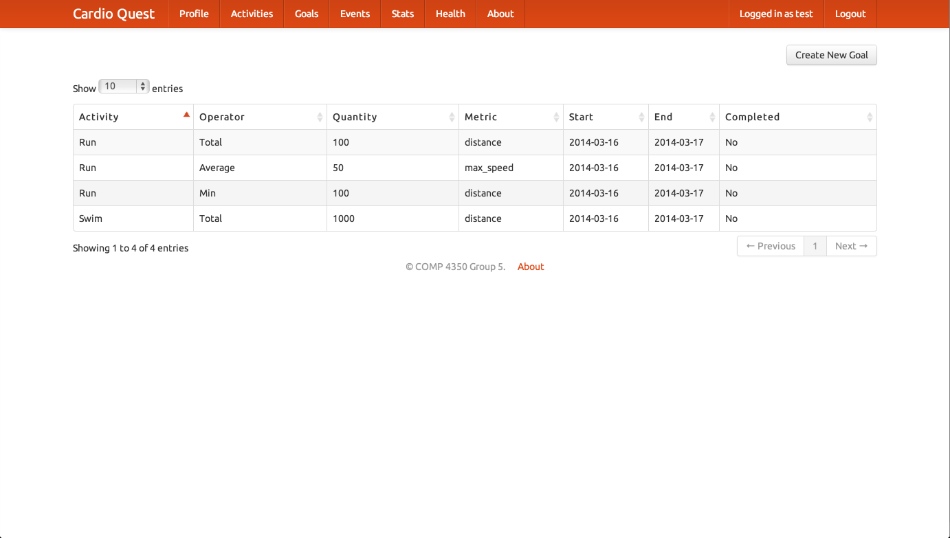 Cardio Quest Profile Activities Goals Events Stats Health About Logged in as test Logout
Create New Goal
Show 10 entries
Activity Operator Quantity Metric Start End Completed
Run Total 100 distance 2014-03-16 2014-03-17 No
Run Average 50 max_speed 2014-03-16 2014-03-17 No
Run Min 100 distance 2014-03-16 2014-03-17 No
Swim Total 1000 distance 2014-03-16 2014-03-17 No
Showing 1 to 4 of 4 entries ← Previous 1 Next →
© COMP 4350 Group 5. About